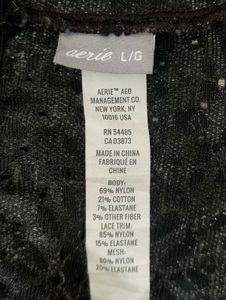 aerie L/G
AERIE™ AEO
MANAGEMENT CO.
NEW YORK, NY
10016 USA
RN 54485
CA 03873
MADE IN CHINA
FABRIQUÉ EN
CHINE
BODY:
69% NYLON
21% COTTON
7% ELASTANE
3% OTHER FIBER
LACE TRIM:
85% NYLON
15% ELASTANE
MESH:
80% NYLON
20% ELASTANE